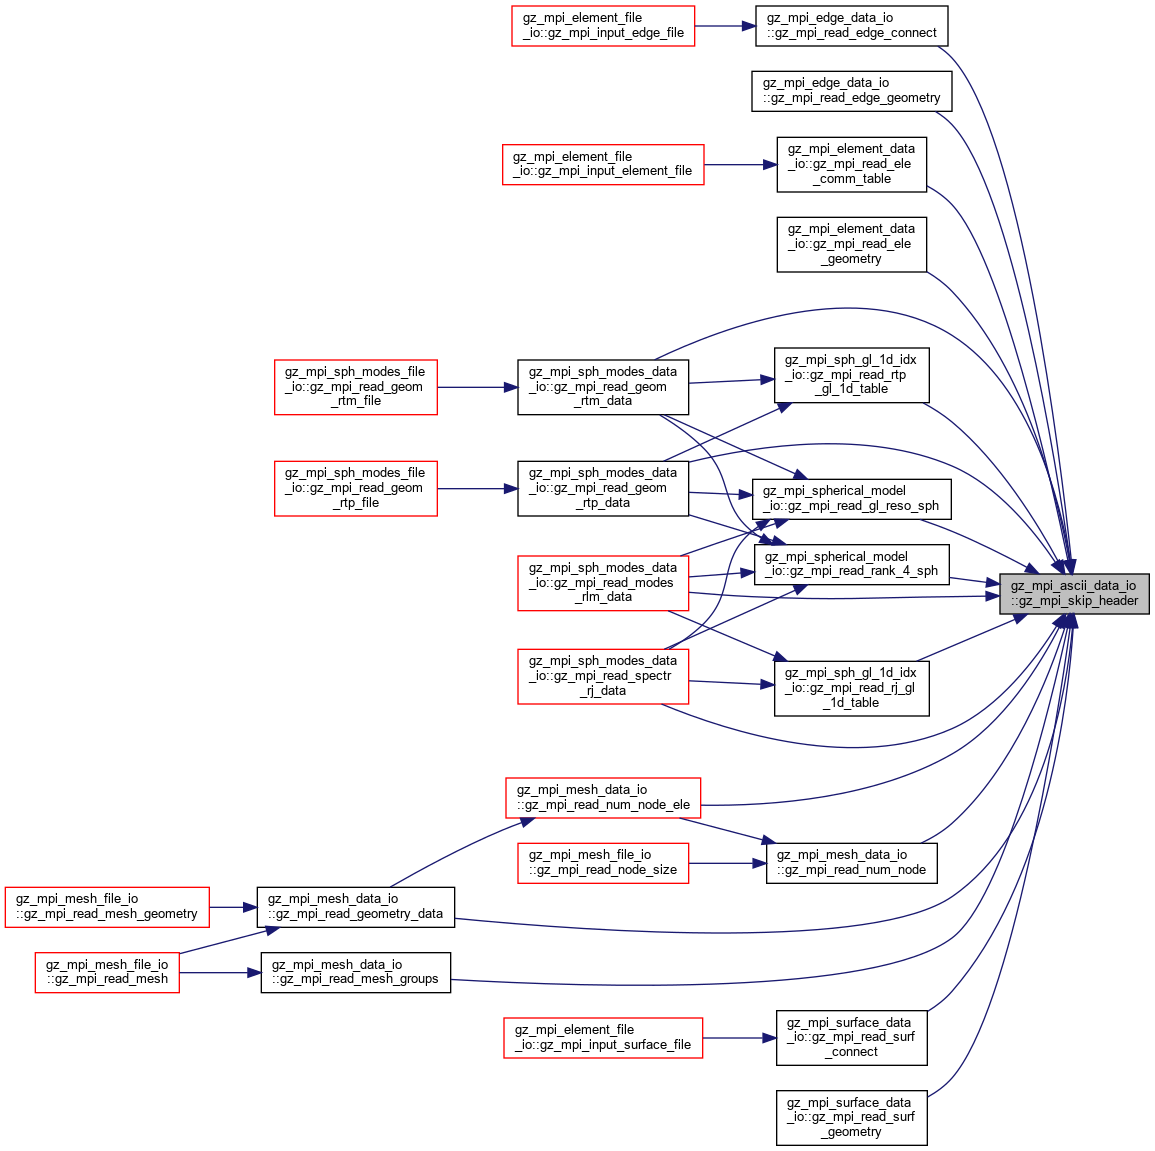 gz_mpi_element_file
_io::gz_mpi_input_edge_file
gz_mpi_edge_data_io
::gz_mpi_read_edge_connect
gz_mpi_edge_data_io
::gz_mpi_read_edge_geometry
gz_mpi_element_file
_io::gz_mpi_input_element_file
gz_mpi_element_data
_io::gz_mpi_read_ele
_comm_table
gz_mpi_element_data
_io::gz_mpi_read_ele
_geometry
gz_mpi_sph_modes_file
_io::gz_mpi_read_geom
_rtm_file
gz_mpi_sph_modes_data
_io::gz_mpi_read_geom
_rtm_data
gz_mpi_sph_gl_1d_idx
_io::gz_mpi_read_rtp
_gl_1d_table
gz_mpi_sph_modes_file
_io::gz_mpi_read_geom
_rtp_file
gz_mpi_sph_modes_data
_io::gz_mpi_read_geom
_rtp_data
gz_mpi_spherical_model
_io::gz_mpi_read_gl_reso_sph
gz_mpi_spherical_model
_io::gz_mpi_read_rank_4_sph
gz_mpi_sph_modes_data
_io::gz_mpi_read_modes
_rlm_data
gz_mpi_ascii_data_io
::gz_mpi_skip_header
gz_mpi_sph_modes_data
_io::gz_mpi_read_spectr
_rj_data
gz_mpi_sph_gl_1d_idx
_io::gz_mpi_read_rj_gl
_1d_table
gz_mpi_mesh_data_io
::gz_mpi_read_num_node_ele
gz_mpi_mesh_file_io
::gz_mpi_read_node_size
gz_mpi_mesh_data_io
::gz_mpi_read_num_node
gz_mpi_mesh_file_io
::gz_mpi_read_mesh_geometry
gz_mpi_mesh_data_io
::gz_mpi_read_geometry_data
gz_mpi_mesh_file_io
::gz_mpi_read_mesh
gz_mpi_mesh_data_io
::gz_mpi_read_mesh_groups
gz_mpi_element_file
_io::gz_mpi_input_surface_file
gz_mpi_surface_data
_io::gz_mpi_read_surf
_connect
gz_mpi_surface_data
_io::gz_mpi_read_surf
_geometry